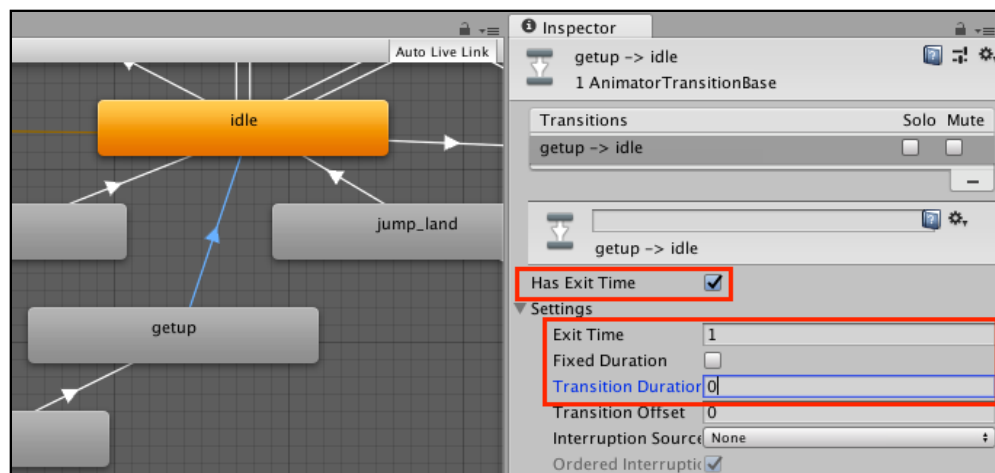 Auto Live Link
idle
jump_land
getup
Inspector
getup -> idle
1 AnimatorTransitionBase
Transitions Solo Mute
getup -> idle
getup -> idle
Has Exit Time
Settings
Exit Time 1
Fixed Duration
Transition Duration 0
Transition Offset 0
Interruption Source None
Ordered Interruptic